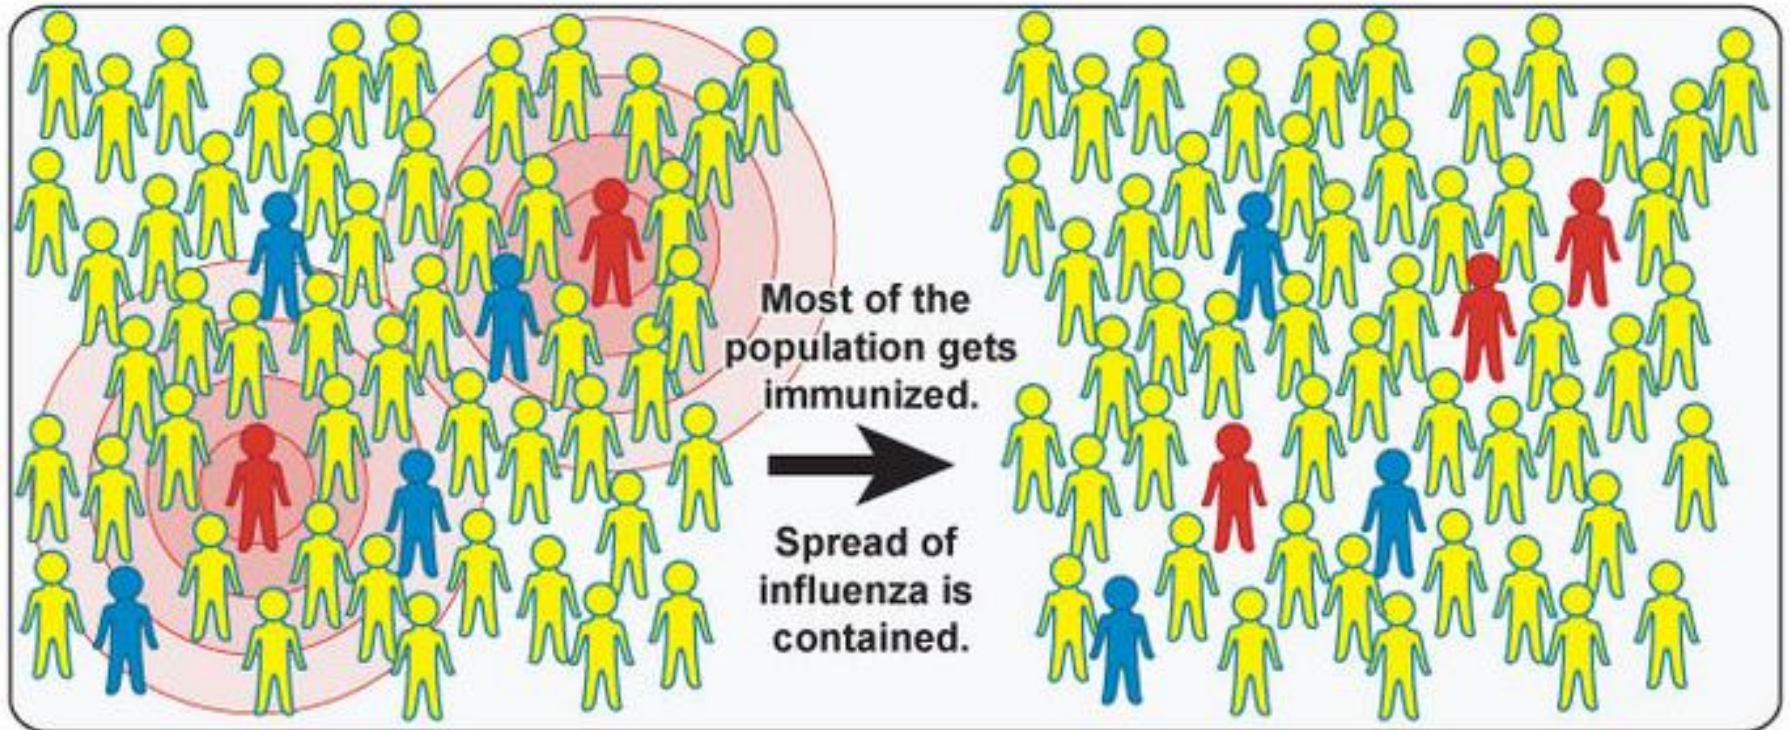 Most of the
population gets
immunized.
Spread of
influenza is
contained.